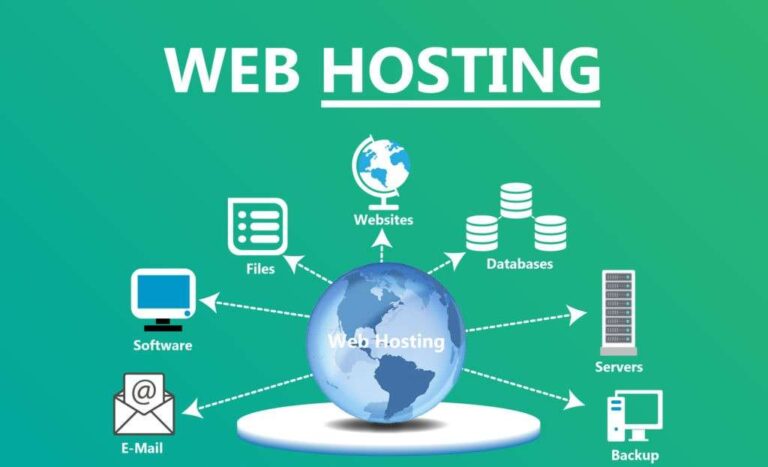 WEB HOSTING
Websites
Files
Databases
Software
Web Hosting
Servers
@
E-Mail
Backup